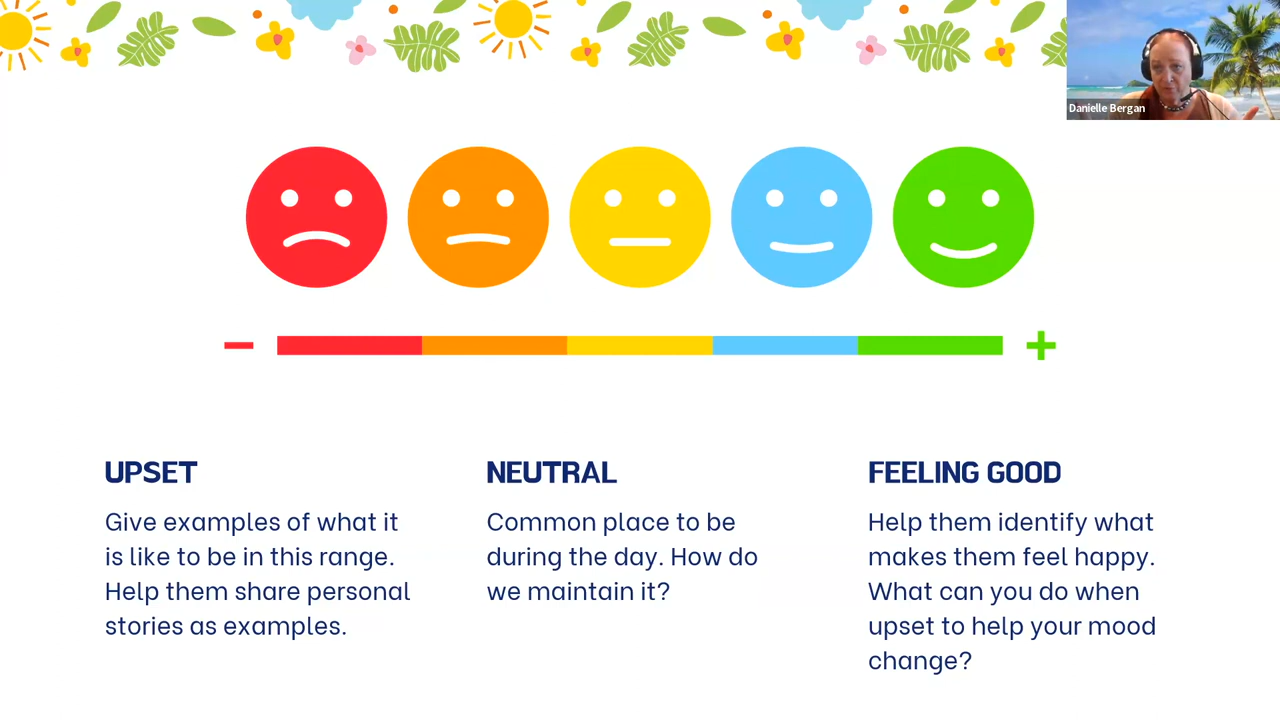 Danielle Bergan
UPSET
Give examples of what it
is like to be in this range.
Help them share personal
stories as examples.
NEUTRAL
Common place to be
during the day. How do
we maintain it?
FEELING GOOD
Help them identify what
makes them feel happy.
What can you do when
upset to help your mood
change?